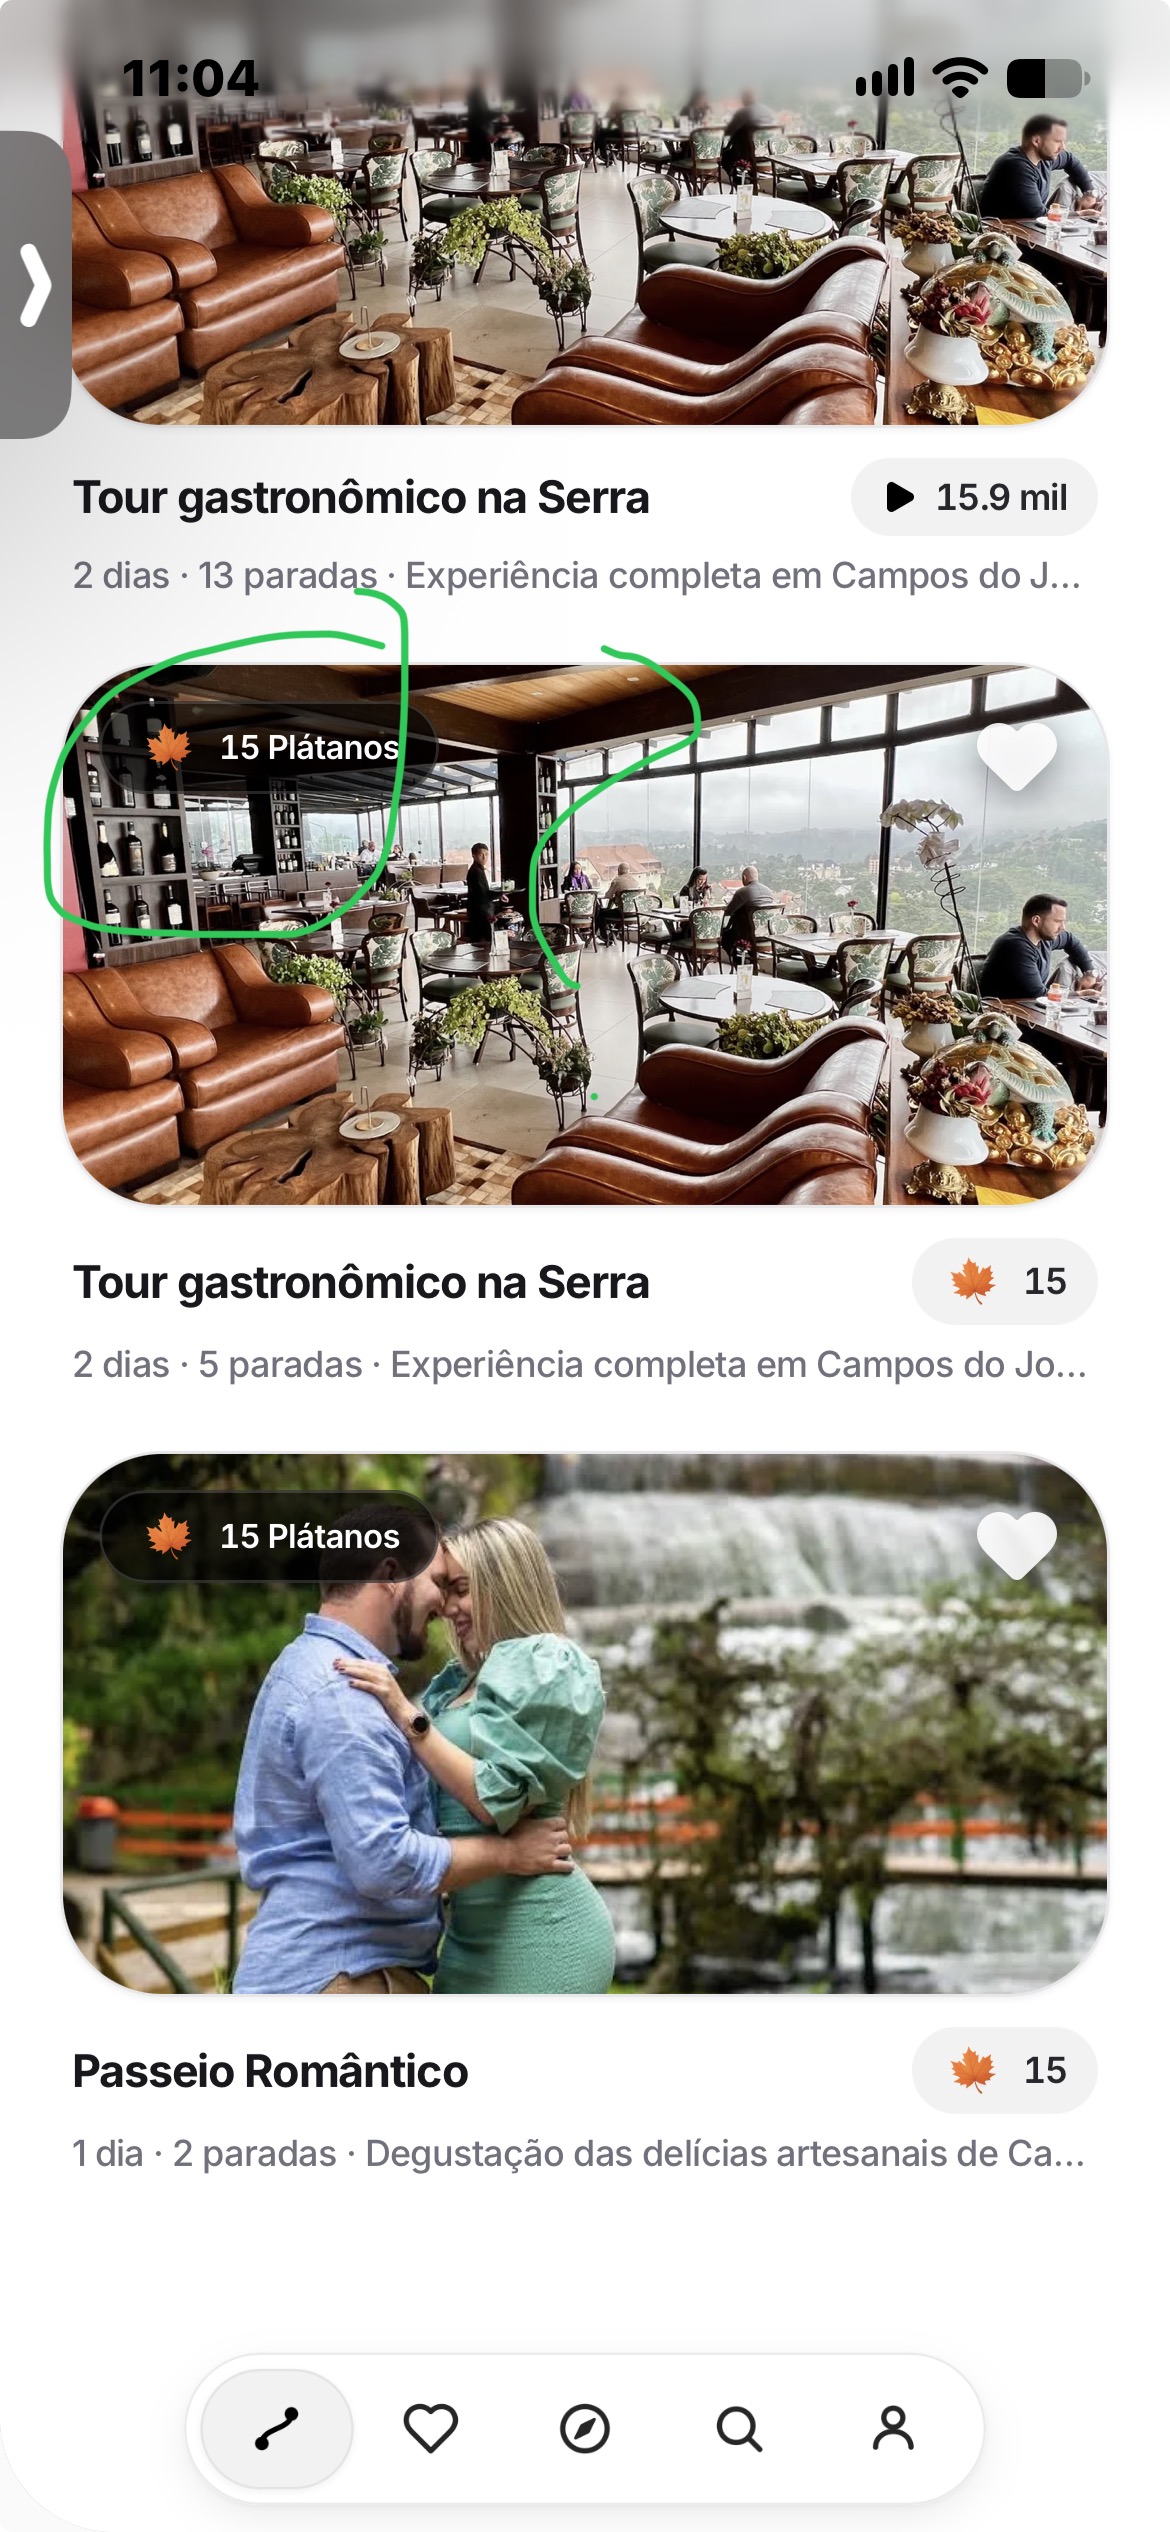 11:04
Tour gastronômico na Serra
15.9 mil
2 dias · 13 paradas · Experiência completa em Campos do J...
15 Plátanos
Tour gastronômico na Serra
15
2 dias · 5 paradas · Experiência completa em Campos do Jo...
15 Plátanos
Passeio Romântico
15
1 dia · 2 paradas · Degustação das delícias artesanais de Ca...